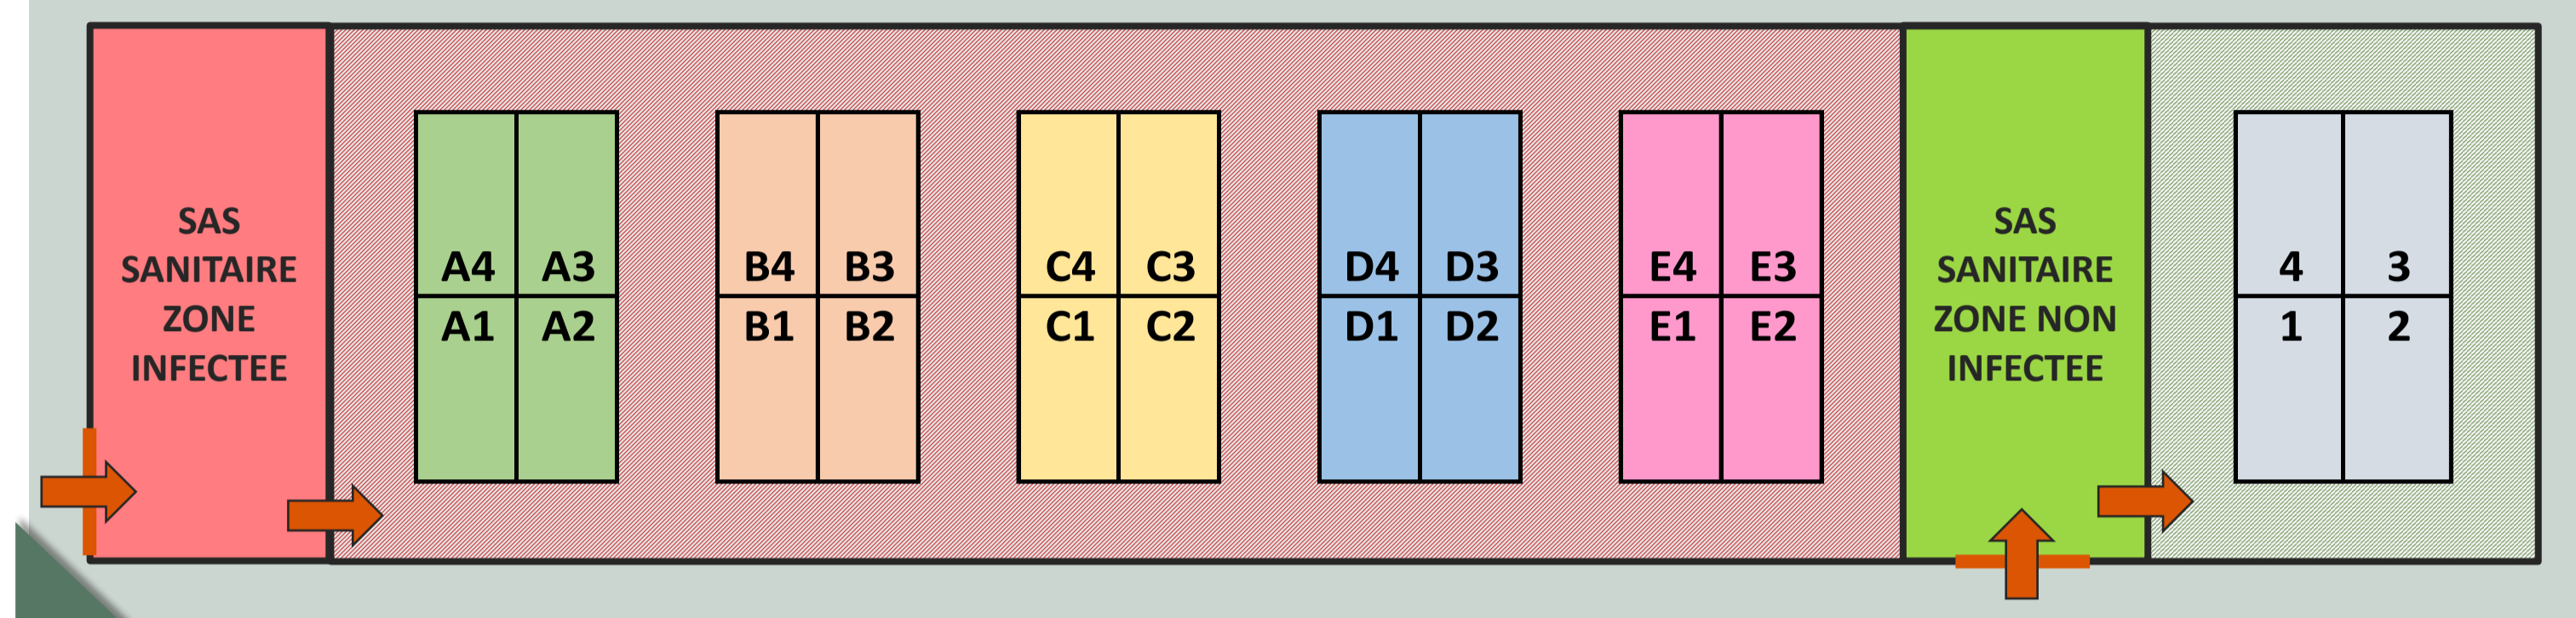 SAS
SANITAIRE
ZONE
INFECTEE
A4 A3
A1 A2
B4 B3
B1 B2
C4 C3
C1 C2
D4 D3
D1 D2
E4 E3
E1 E2
SAS
SANITAIRE
ZONE NON
INFECTEE
4 3
1 2